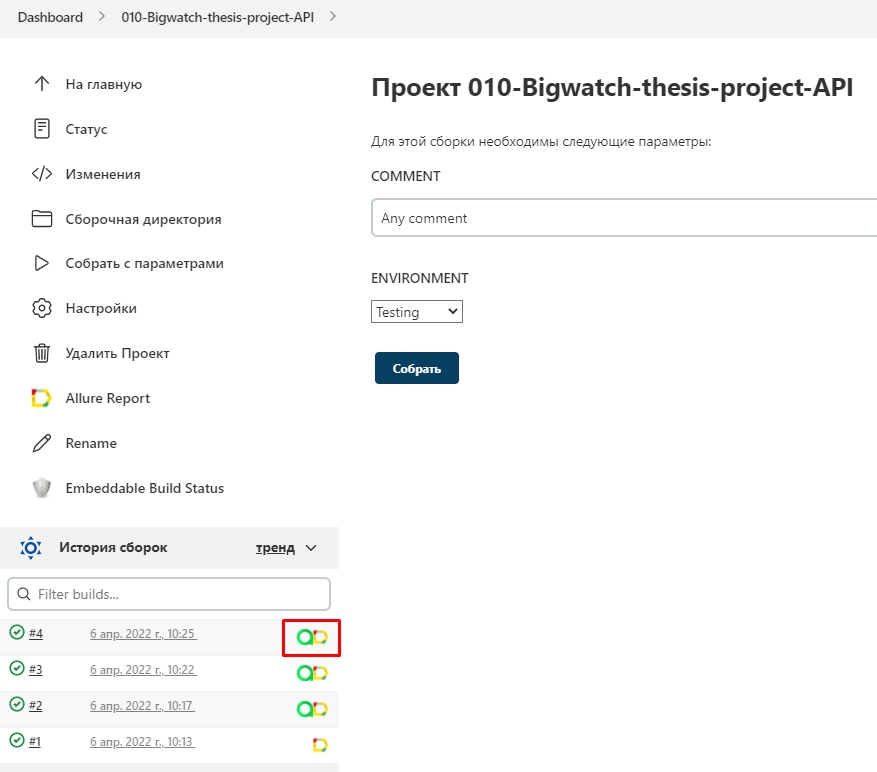 Dashboard > 010-Bigwatch-thesis-project-API >
На главную
Статус
Изменения
Сборочная директория
Собрать с параметрами
Настройки
Удалить Проект
Allure Report
Rename
Embeddable Build Status
Проект 010-Bigwatch-thesis-project-API
Для этой сборки необходимы следующие параметры:
COMMENT
Any comment
ENVIRONMENT
Testing
Собрать
История сборок тренд
Filter builds...
#4 6 апр. 2022 г., 10:25
#3 6 апр. 2022 г., 10:22
#2 6 апр. 2022 г., 10:17
#1 6 апр. 2022 г., 10:13